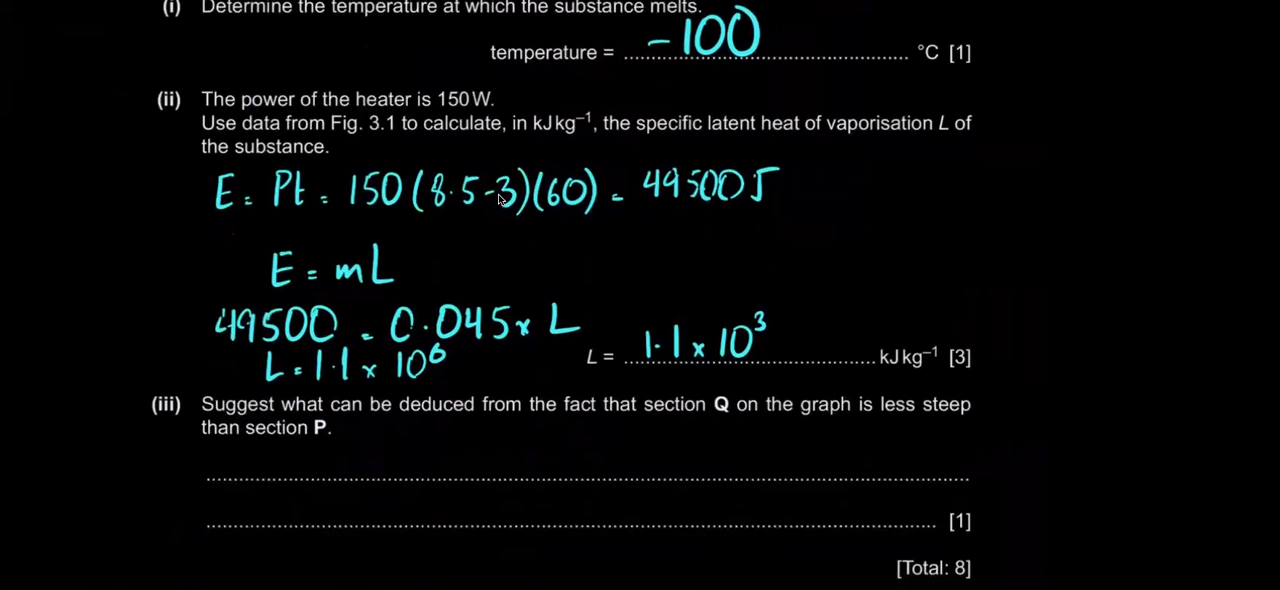 (i) Determine the temperature at which the substance melts.
temperature = -100 °C [1]
(ii) The power of the heater is 150 W.
Use data from Fig. 3.1 to calculate, in kJ kg⁻¹, the specific latent heat of vaporisation L of
the substance.
E = Pt = 150 (8.5-3)(60) = 49500 J
E = mL
49500 = 0.045 x L
L = 1.1 x 10⁶
L = 1.1 x 10³ kJ kg⁻¹ [3]
(iii) Suggest what can be deduced from the fact that section Q on the graph is less steep
than section P.
[1]
[Total: 8]